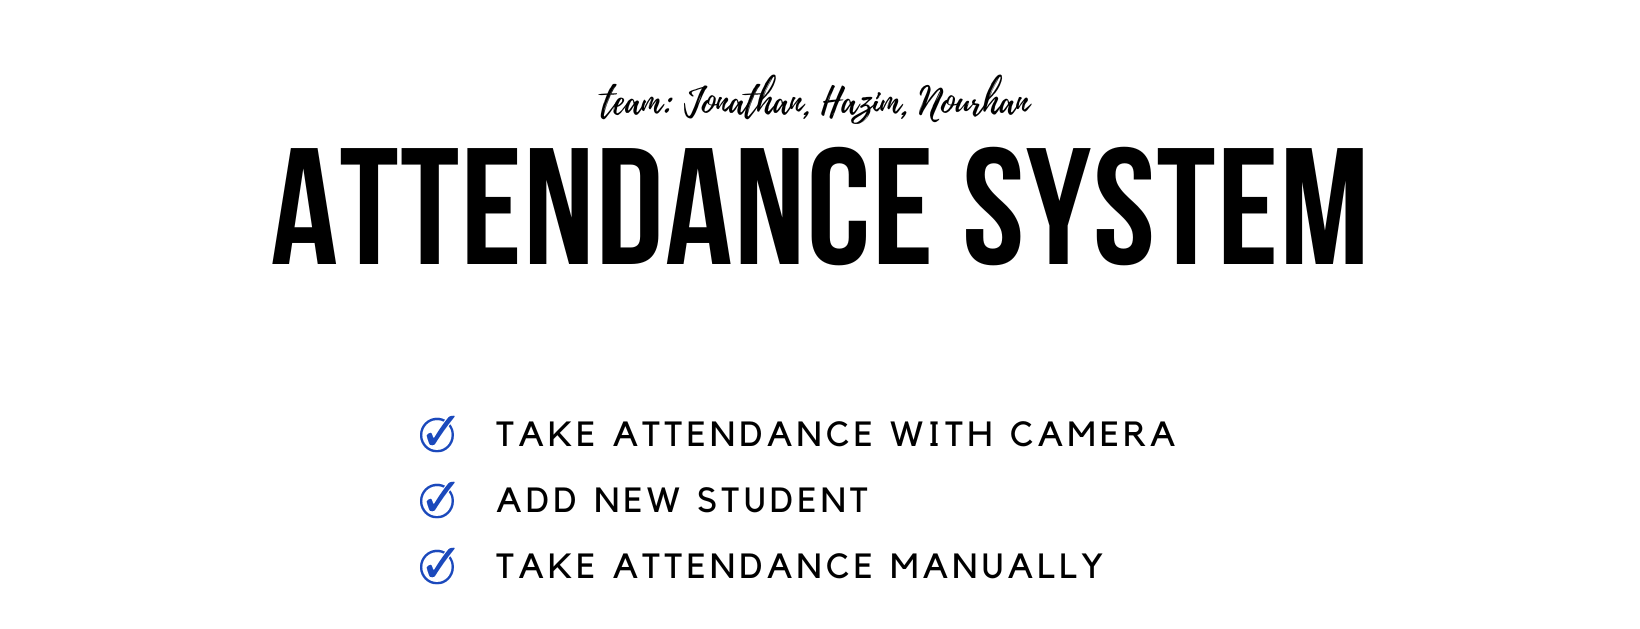 team: Jonathan, Hazim, Nourhan
ATTENDANCE SYSTEM
TAKE ATTENDANCE WITH CAMERA
ADD NEW STUDENT
TAKE ATTENDANCE MANUALLY